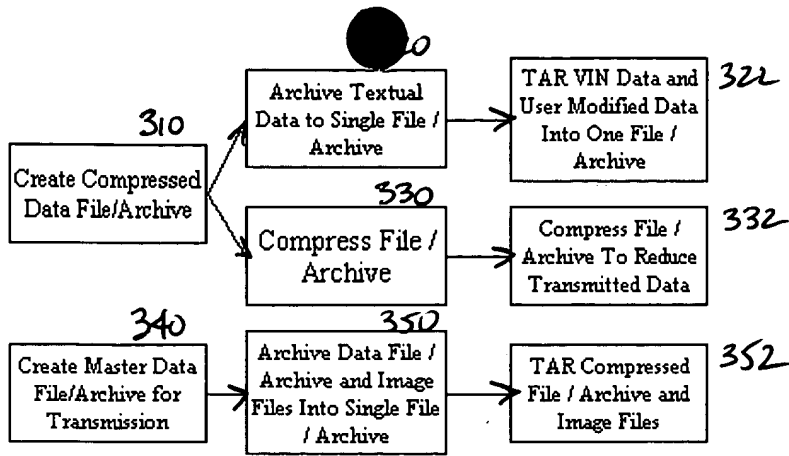 310
Create Compressed
Data File/Archive
Archive Textual
Data to Single File /
Archive
322
TAR VIN Data and
User Modified Data
Into One File /
Archive
330
Compress File /
Archive
332
Compress File /
Archive To Reduce
Transmitted Data
340
Create Master Data
File/Archive for
Transmission
350
Archive Data File /
Archive and Image
Files Into Single File
/ Archive
352
TAR Compressed
File / Archive and
Image Files